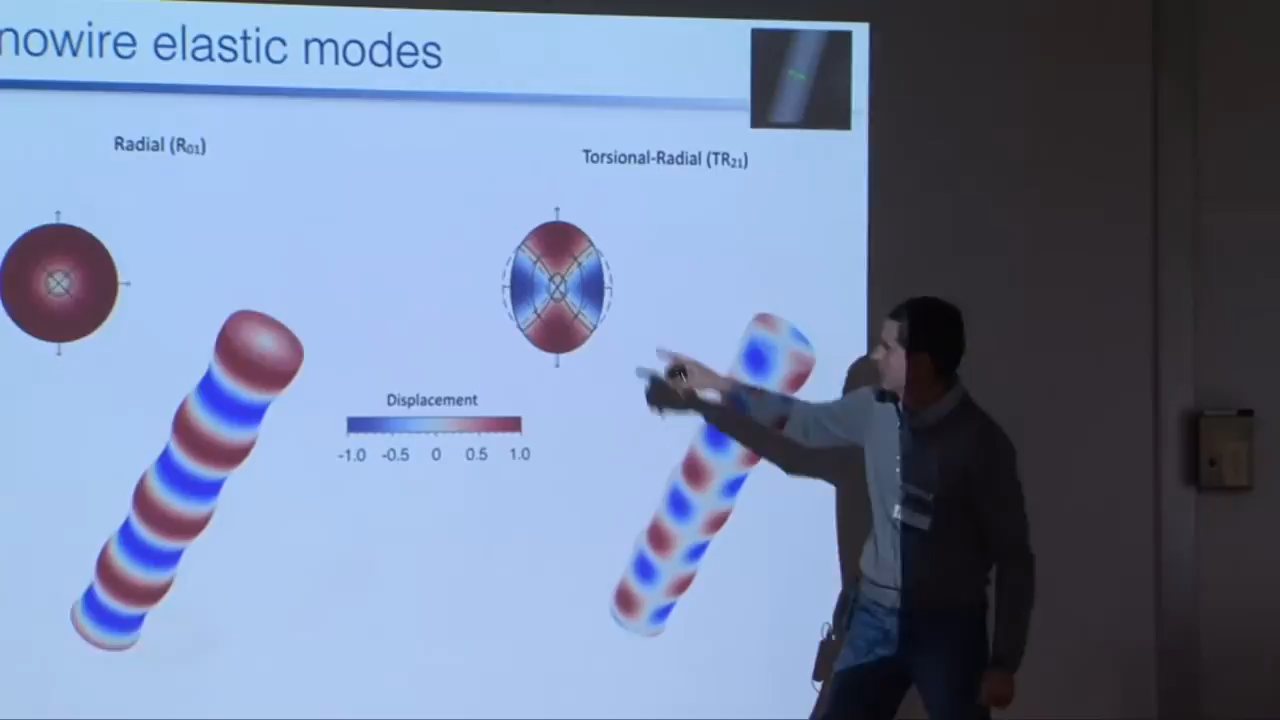 nowire elastic modes
Radial (R₀₁)
Torsional-Radial (TR₂₁)
Displacement
-1.0 -0.5 0 0.5 1.0